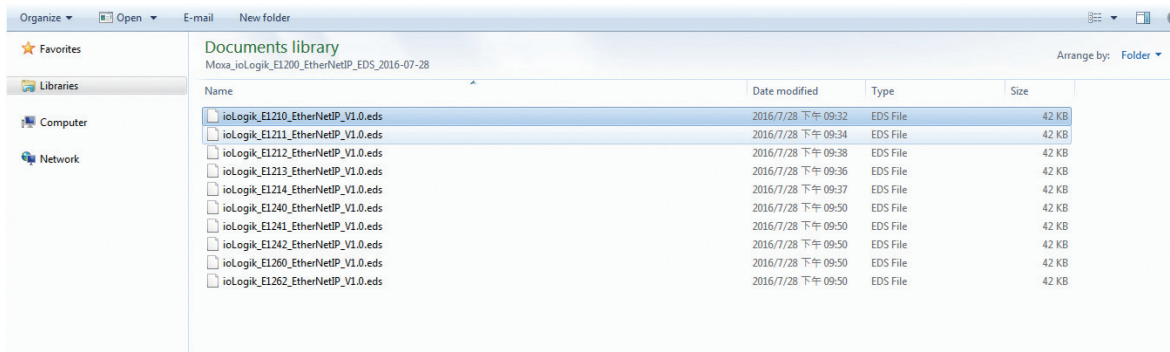 Organize Open E-mail New folder
Favorites
Libraries
Computer
Network
Documents library
Moxa_ioLogik_E1200_EtherNetIP_EDS_2016-07-28
Arrange by: Folder
Name Date modified Type Size
ioLogik_E1210_EtherNetIP_V1.0.eds 2016/7/28 下午 09:32 EDS File 42 KB
ioLogik_E1211_EtherNetIP_V1.0.eds 2016/7/28 下午 09:34 EDS File 42 KB
ioLogik_E1212_EtherNetIP_V1.0.eds 2016/7/28 下午 09:38 EDS File 42 KB
ioLogik_E1213_EtherNetIP_V1.0.eds 2016/7/28 下午 09:36 EDS File 42 KB
ioLogik_E1214_EtherNetIP_V1.0.eds 2016/7/28 下午 09:37 EDS File 42 KB
ioLogik_E1240_EtherNetIP_V1.0.eds 2016/7/28 下午 09:50 EDS File 42 KB
ioLogik_E1241_EtherNetIP_V1.0.eds 2016/7/28 下午 09:50 EDS File 42 KB
ioLogik_E1242_EtherNetIP_V1.0.eds 2016/7/28 下午 09:50 EDS File 42 KB
ioLogik_E1260_EtherNetIP_V1.0.eds 2016/7/28 下午 09:50 EDS File 42 KB
ioLogik_E1262_EtherNetIP_V1.0.eds 2016/7/28 下午 09:50 EDS File 42 KB